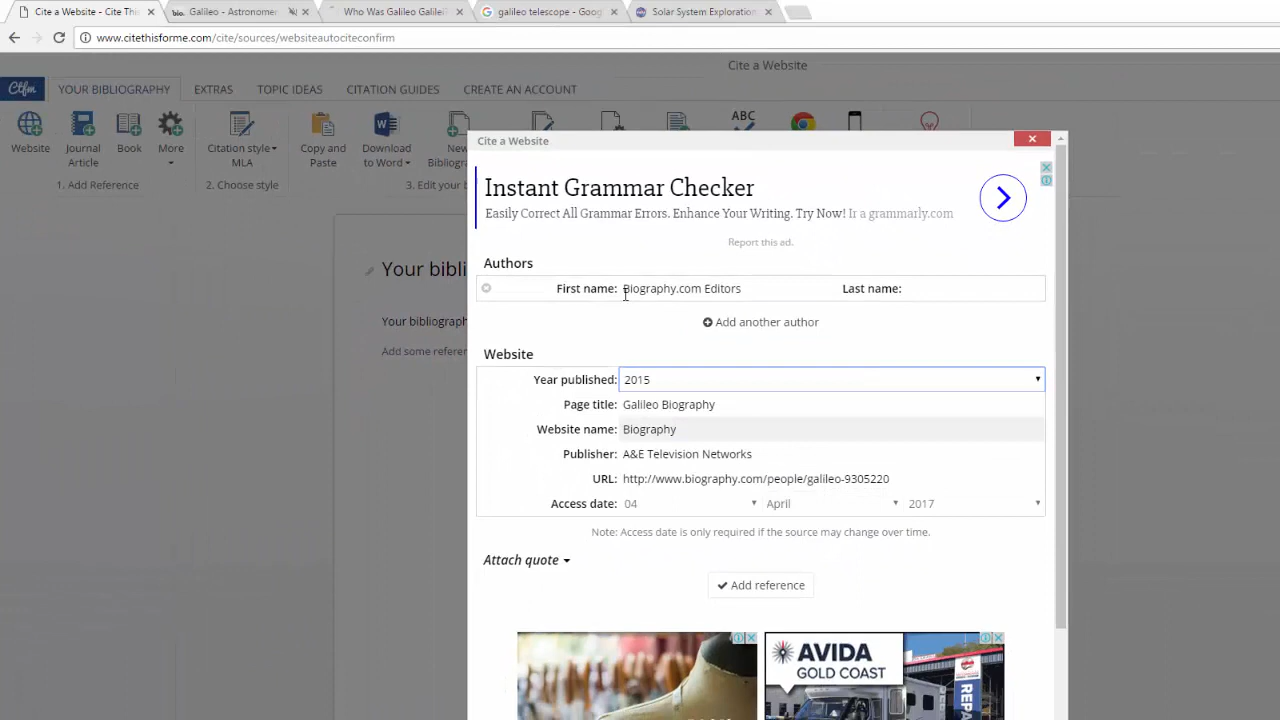 Cite a Website - Cite This
Galileo - Astronomer
Who Was Galileo Galilei
galileo telescope - Goog
Solar System Exploration
www.citethisforme.com/cite/sources/websiteautociteconfirm
Cite a Website
Ctfm YOUR BIBLIOGRAPHY EXTRAS TOPIC IDEAS CITATION GUIDES CREATE AN ACCOUNT
ABC
Website
Journal Article
Book
More
Citation style MLA
Copy and Paste
Download to Word
New Bibliog
1. Add Reference 2. Choose style 3. Edit your b
Cite a Website
Instant Grammar Checker
Easily Correct All Grammar Errors. Enhance Your Writing. Try Now! Ir a grammarly.com
Report this ad.
Your bibl
Your bibliograph
Add some referen
Authors
First name: Biography.com Editors Last name:
Add another author
Website
Year published: 2015
Page title: Galileo Biography
Website name: Biography
Publisher: A&E Television Networks
URL: http://www.biography.com/people/galileo-9305220
Access date: 04 April 2017
Note: Access date is only required if the source may change over time.
Attach quote
Add reference
AVIDA
GOLD COAST
REPA